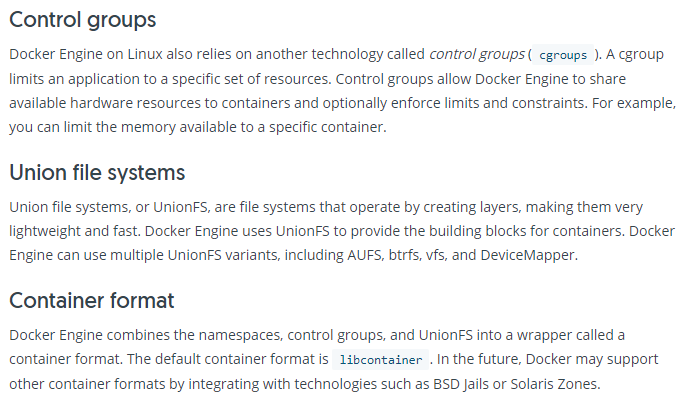 Control groups
Docker Engine on Linux also relies on another technology called control groups ( cgroups ). A cgroup
limits an application to a specific set of resources. Control groups allow Docker Engine to share
available hardware resources to containers and optionally enforce limits and constraints. For example,
you can limit the memory available to a specific container.
Union file systems
Union file systems, or UnionFS, are file systems that operate by creating layers, making them very
lightweight and fast. Docker Engine uses UnionFS to provide the building blocks for containers. Docker
Engine can use multiple UnionFS variants, including AUFS, btrfs, vfs, and DeviceMapper.
Container format
Docker Engine combines the namespaces, control groups, and UnionFS into a wrapper called a
container format. The default container format is libcontainer . In the future, Docker may support
other container formats by integrating with technologies such as BSD Jails or Solaris Zones.